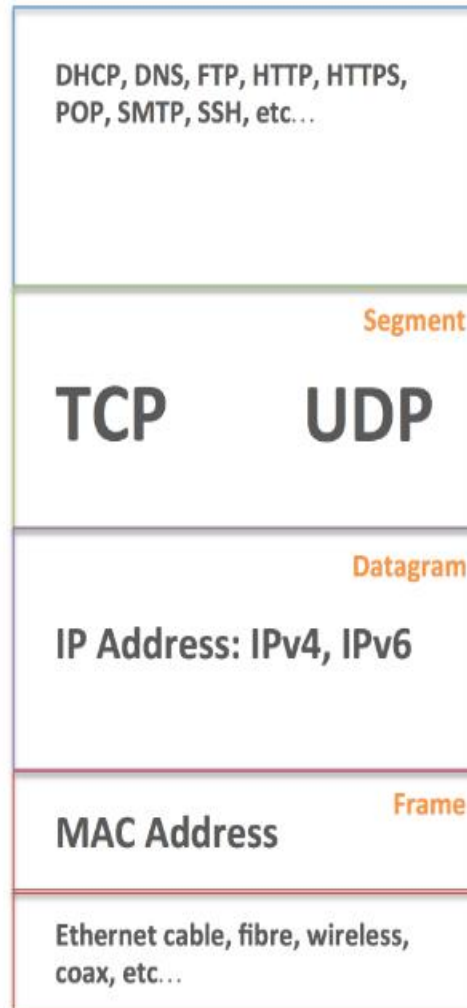 DHCP, DNS, FTP, HTTP, HTTPS,
POP, SMTP, SSH, etc...
Segment
TCP UDP
Datagram
IP Address: IPv4, IPv6
Frame
MAC Address
Ethernet cable, fibre, wireless,
coax, etc...